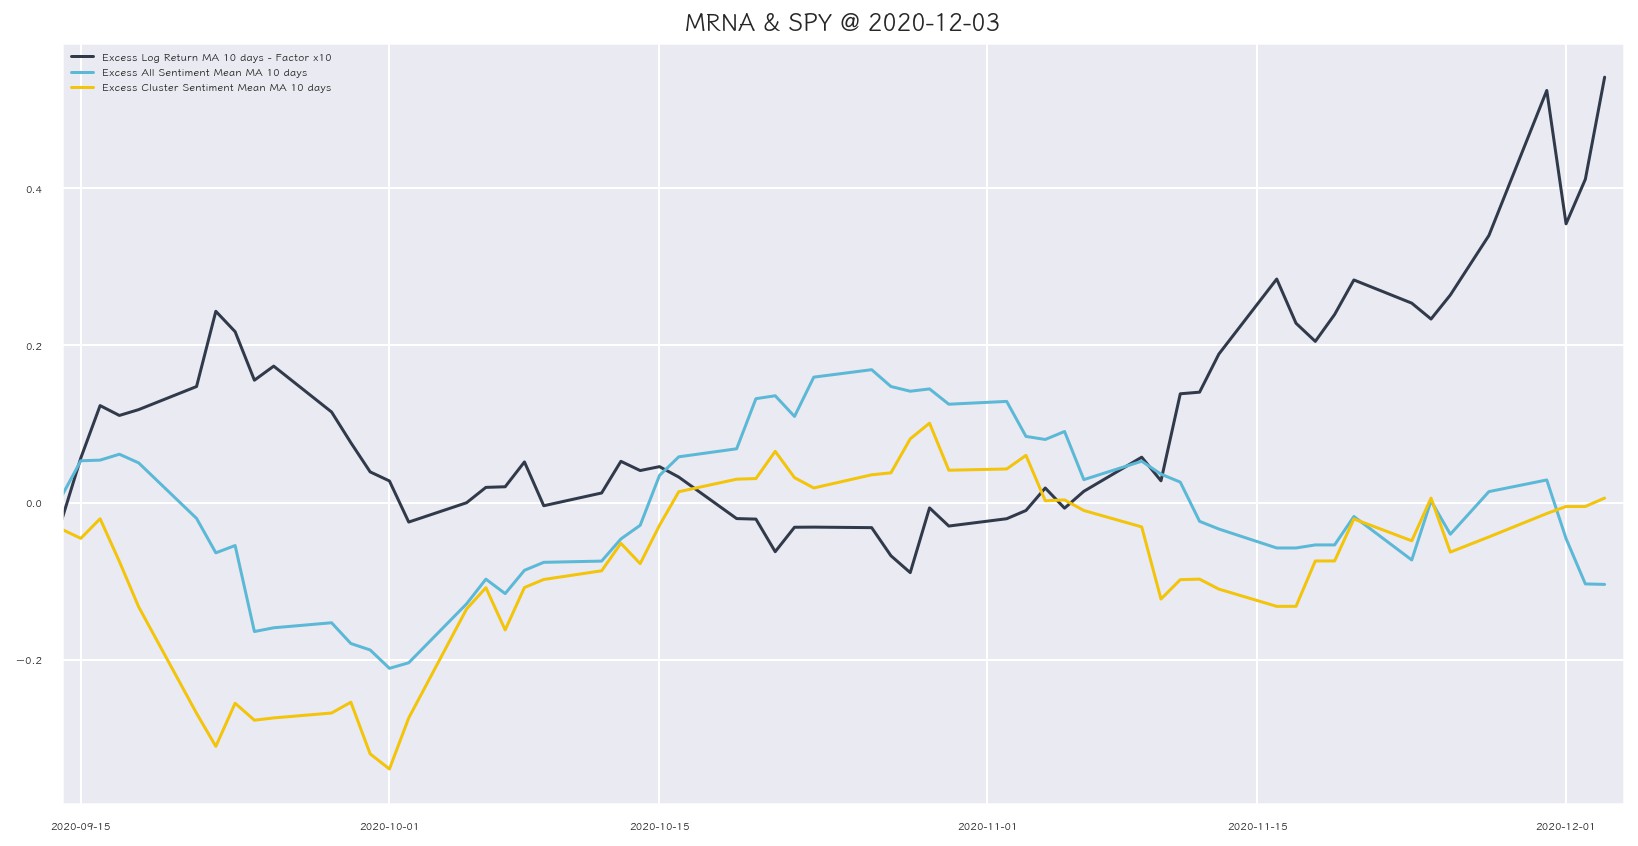 MRNA & SPY @ 2020-12-03
Excess Log Return MA 10 days - Factor x10
Excess All Sentiment Mean MA 10 days
Excess Cluster Sentiment Mean MA 10 days
0.4
0.2
0.0
−0.2
2020-09-15 2020-10-01 2020-10-15 2020-11-01 2020-11-15 2020-12-01